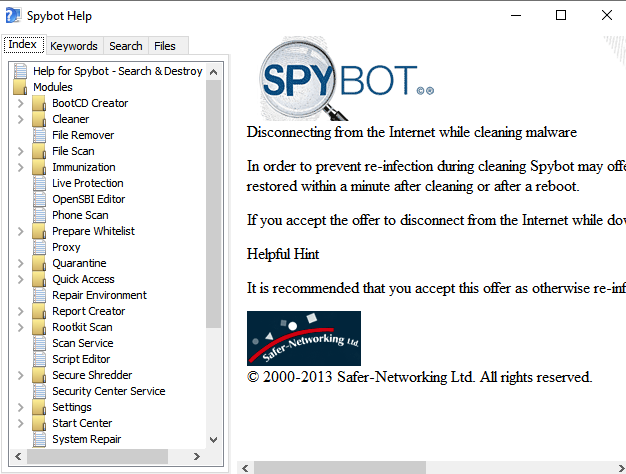 Spybot Help
Index Keywords Search Files
Help for Spybot - Search & Destroy
Modules
BootCD Creator
Cleaner
File Remover
File Scan
Immunization
Live Protection
OpenSBI Editor
Phone Scan
Prepare Whitelist
Proxy
Quarantine
Quick Access
Repair Environment
Report Creator
Rootkit Scan
Scan Service
Script Editor
Secure Shredder
Security Center Service
Settings
Start Center
System Repair
SPYBOT ©®
Disconnecting from the Internet while cleaning malware
In order to prevent re-infection during cleaning Spybot may offe
restored within a minute after cleaning or after a reboot.
If you accept the offer to disconnect from the Internet while dov
Helpful Hint
It is recommended that you accept this offer as otherwise re-inf
Safer-Networking Ltd.
© 2000-2013 Safer-Networking Ltd. All rights reserved.